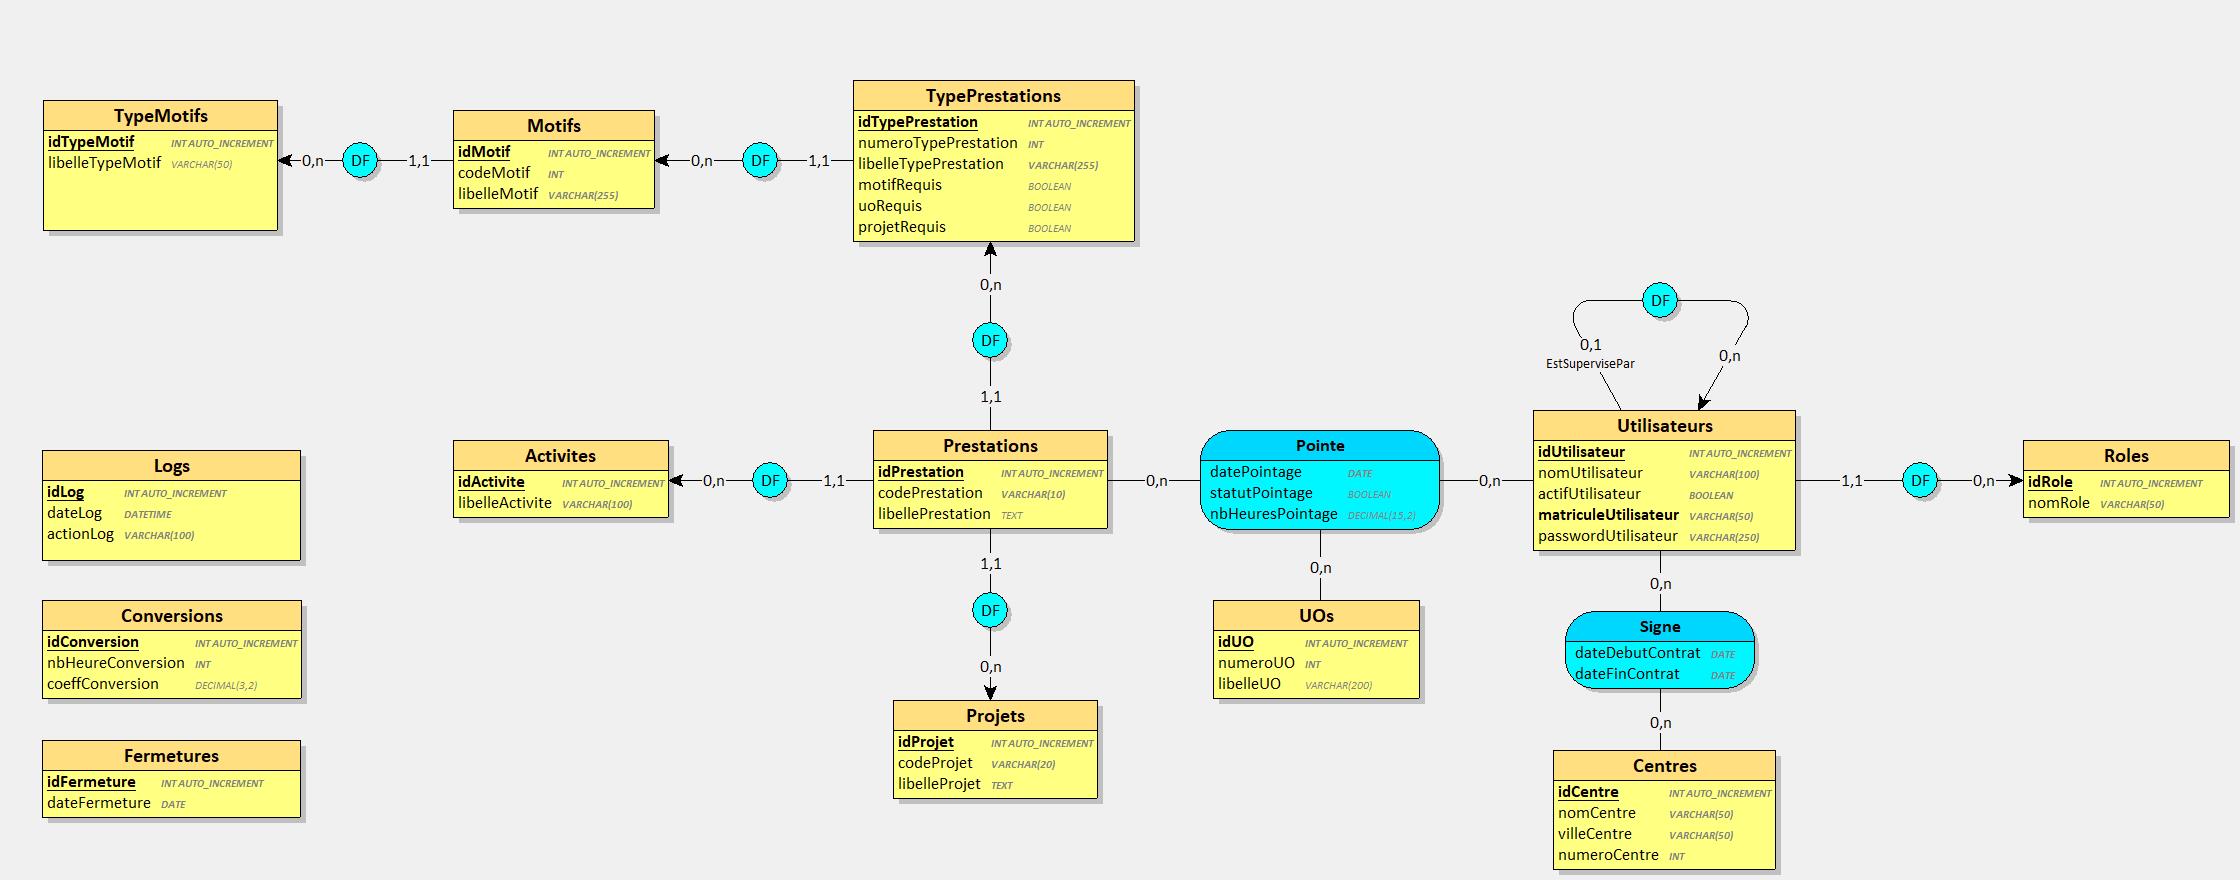 TypeMotifs
idTypeMotif INT AUTO_INCREMENT
libelleTypeMotif VARCHAR(50)
0,n
DF
1,1
Motifs
idMotif INT AUTO_INCREMENT
codeMotif INT
libelleMotif VARCHAR(255)
0,n
DF
1,1
TypePrestations
idTypePrestation INT AUTO_INCREMENT
numeroTypePrestation INT
libelleTypePrestation VARCHAR(255)
motifRequis BOOLEAN
uoRequis BOOLEAN
projetRequis BOOLEAN
0,n
DF
1,1
DF
0,1
EstSupervisePar
0,n
Logs
idLog INT AUTO_INCREMENT
dateLog DATETIME
actionLog VARCHAR(100)
Activites
idActivite INT AUTO_INCREMENT
libelleActivite VARCHAR(100)
0,n
DF
1,1
Prestations
idPrestation INT AUTO_INCREMENT
codePrestation VARCHAR(10)
libellePrestation TEXT
0,n
Pointe
datePointage DATE
statutPointage BOOLEAN
nbHeuresPointage DECIMAL(15,2)
0,n
Utilisateurs
idUtilisateur INT AUTO_INCREMENT
nomUtilisateur VARCHAR(100)
actifUtilisateur BOOLEAN
matriculeUtilisateur VARCHAR(50)
passwordUtilisateur VARCHAR(250)
1,1
DF
0,n
Roles
idRole INT AUTO_INCREMENT
nomRole VARCHAR(50)
1,1
DF
0,n
0,n
0,n
Conversions
idConversion INT AUTO_INCREMENT
nbHeureConversion INT
coeffConversion DECIMAL(3,2)
UOs
idUO INT AUTO_INCREMENT
numeroUO INT
libelleUO VARCHAR(200)
Signe
dateDebutContrat DATE
dateFinContrat DATE
0,n
Fermetures
idFermeture INT AUTO_INCREMENT
dateFermeture DATE
Projets
idProjet INT AUTO_INCREMENT
codeProjet VARCHAR(20)
libelleProjet TEXT
Centres
idCentre INT AUTO_INCREMENT
nomCentre VARCHAR(50)
villeCentre VARCHAR(50)
numeroCentre INT